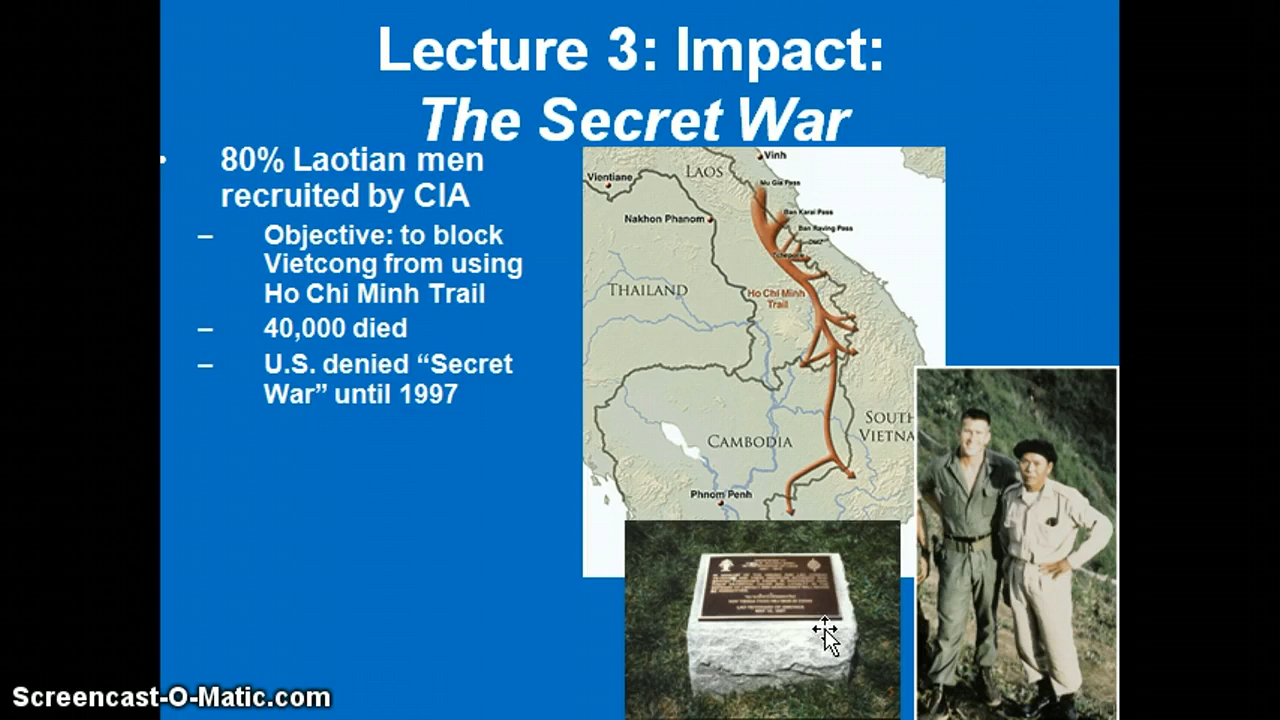 Lecture 3: Impact:
The Secret War
• 80% Laotian men
recruited by CIA
– Objective: to block
Vietcong from using
Ho Chi Minh Trail
– 40,000 died
– U.S. denied “Secret
War” until 1997
Vinh
LAOS
Vientiane
Mu Gia Pass
Ban Karai Pass
Nakhon Phanom
Ban Raving Pass
DMZ
Tchepone
THAILAND
Ho Chi Minh
Trail
SOUTH
VIETNA
CAMBODIA
Phnom Penh
Screencast-O-Matic.com